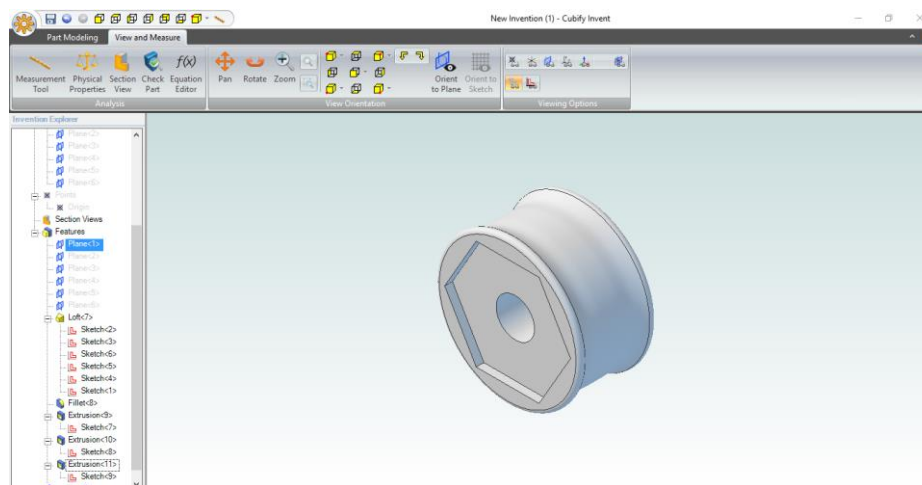 New Invention (1) - Cubify Invent
Part Modeling View and Measure
Measurement Tool
Physical Properties
Section View
Check Part
f(x)
Equation Editor
Pan
Rotate
Zoom
Orient to Plane
Orient to Sketch
Analysis
View Orientation
Viewing Options
Invention Explorer
Plane<2>
Plane<3>
Plane<4>
Plane<5>
Plane<6>
Points
Origin
Section Views
Features
Plane<1>
Plane<2>
Plane<3>
Plane<4>
Plane<5>
Plane<6>
Loft<7>
Sketch<2>
Sketch<3>
Sketch<6>
Sketch<5>
Sketch<4>
Sketch<1>
Fillet<8>
Extrusion<9>
Sketch<7>
Extrusion<10>
Sketch<8>
Extrusion<11>
Sketch<9>